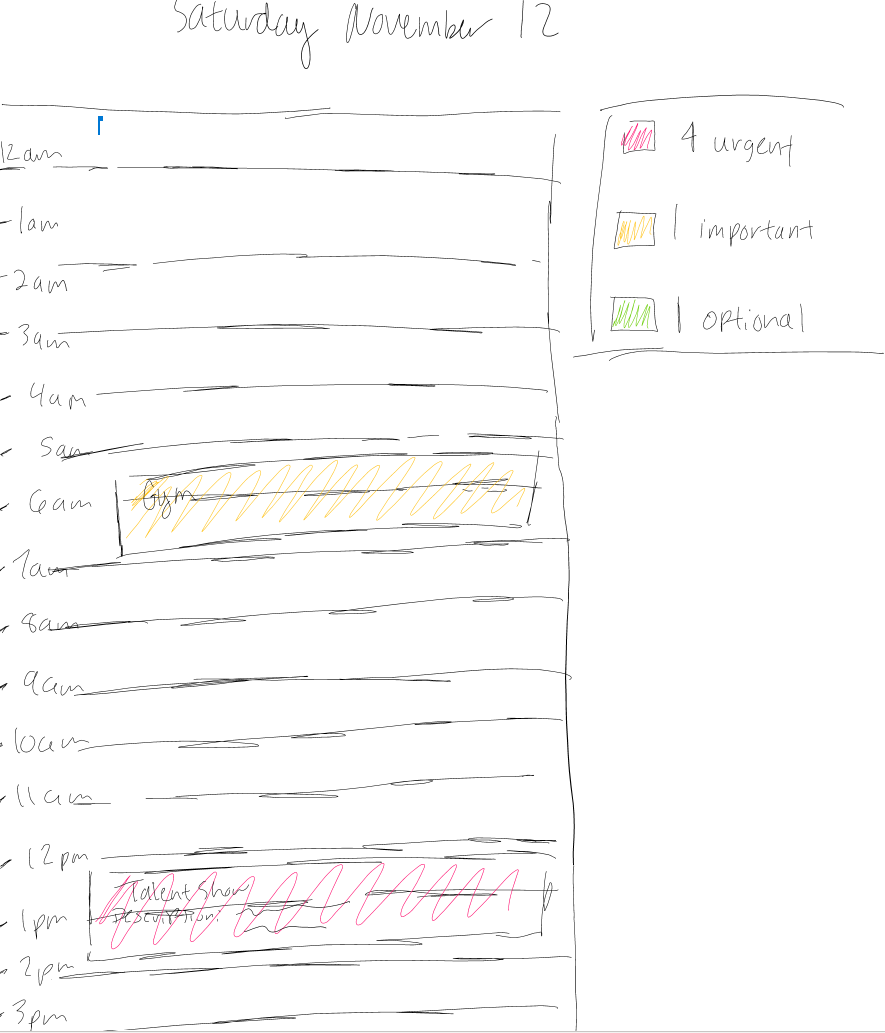 Saturday November 12
12am
1am
2am
3am
4am
5am
6am
Gym
7am
8am
9am
10am
11am
12pm
Talent Show
Description:
1pm
2pm
3pm
4 urgent
1 important
1 optional